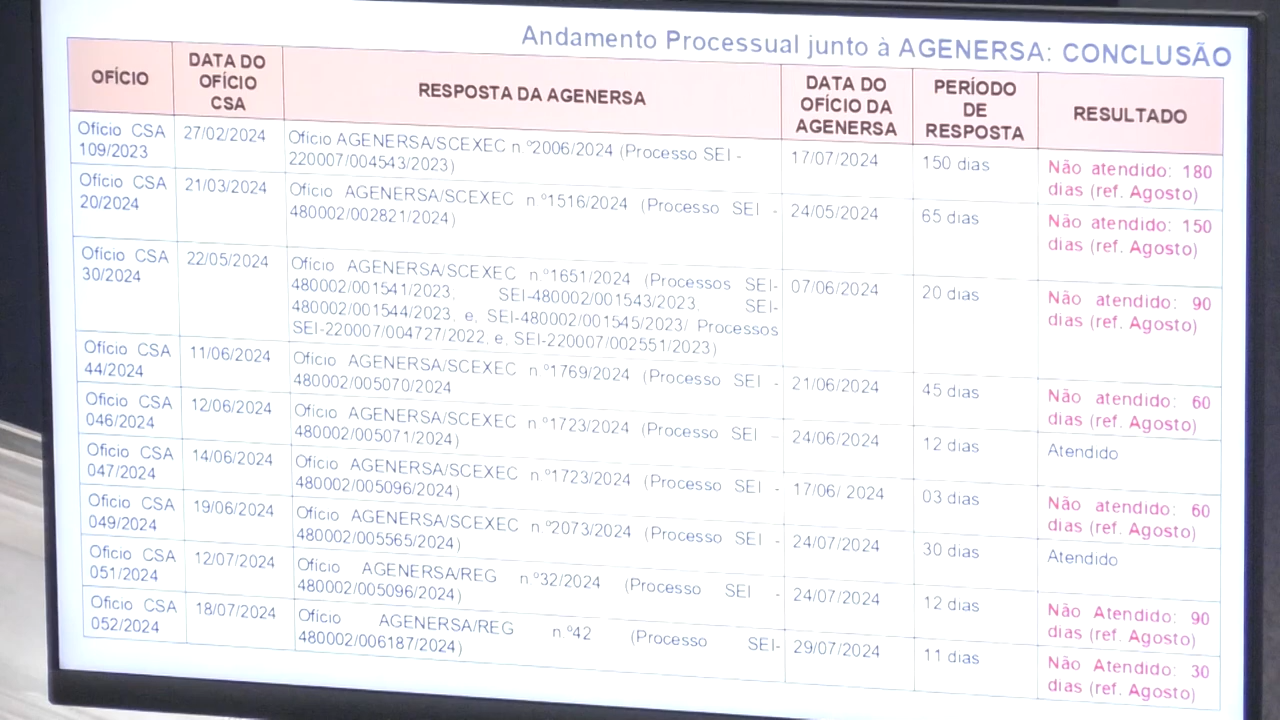 Andamento Processual junto à AGENERSA: CONCLUSÃO
OFÍCIO
DATA DO
OFÍCIO
CSA
RESPOSTA DA AGENERSA
DATA DO
OFÍCIO DA
AGENERSA
PERÍODO
DE
RESPOSTA
RESULTADO
Ofício CSA
109/2023
27/02/2024
Ofício AGENERSA/SCEXEC n.º2006/2024 (Processo SEI -
220007/004543/2023)
17/07/2024
150 dias
Não atendido: 180
dias (ref. Agosto)
Ofício CSA
20/2024
21/03/2024
Ofício AGENERSA/SCEXEC n.º1516/2024 (Processo SEI -
480002/002821/2024)
24/05/2024
65 dias
Não atendido: 150
dias (ref. Agosto)
Ofício CSA
30/2024
22/05/2024
Ofício AGENERSA/SCEXEC n.º1651/2024 (Processos SEI-
480002/001541/2023, SEI-480002/001543/2023, SEI-
480002/001544/2023, e, SEI-480002/001545/2023/ Processos
SEI-220007/004727/2022, e, SEI-220007/002551/2023)
07/06/2024
20 dias
Não atendido: 90
dias (ref. Agosto)
Ofício CSA
44/2024
11/06/2024
Ofício AGENERSA/SCEXEC n.º1769/2024 (Processo SEI -
480002/005070/2024
21/06/2024
45 dias
Não atendido: 60
dias (ref. Agosto)
Ofício CSA
046/2024
12/06/2024
Ofício AGENERSA/SCEXEC n.º1723/2024 (Processo SEI -
480002/005071/2024)
24/06/2024
12 dias
Atendido
Ofício CSA
047/2024
14/06/2024
Ofício AGENERSA/SCEXEC n.º1723/2024 (Processo SEI -
480002/005096/2024)
17/06/ 2024
03 dias
Não atendido: 60
dias (ref. Agosto)
Ofício CSA
049/2024
19/06/2024
Ofício AGENERSA/SCEXEC n.º2073/2024 (Processo SEI -
480002/005565/2024)
24/07/2024
30 dias
Atendido
Ofício CSA
051/2024
12/07/2024
Ofício AGENERSA/REG n.º32/2024 (Processo SEI -
480002/005096/2024)
24/07/2024
12 dias
Não Atendido: 90
dias (ref. Agosto)
Ofício CSA
052/2024
18/07/2024
Ofício AGENERSA/REG n.º42 (Processo SEI-
480002/006187/2024)
29/07/2024
11 dias
Não Atendido: 30
dias (ref. Agosto)